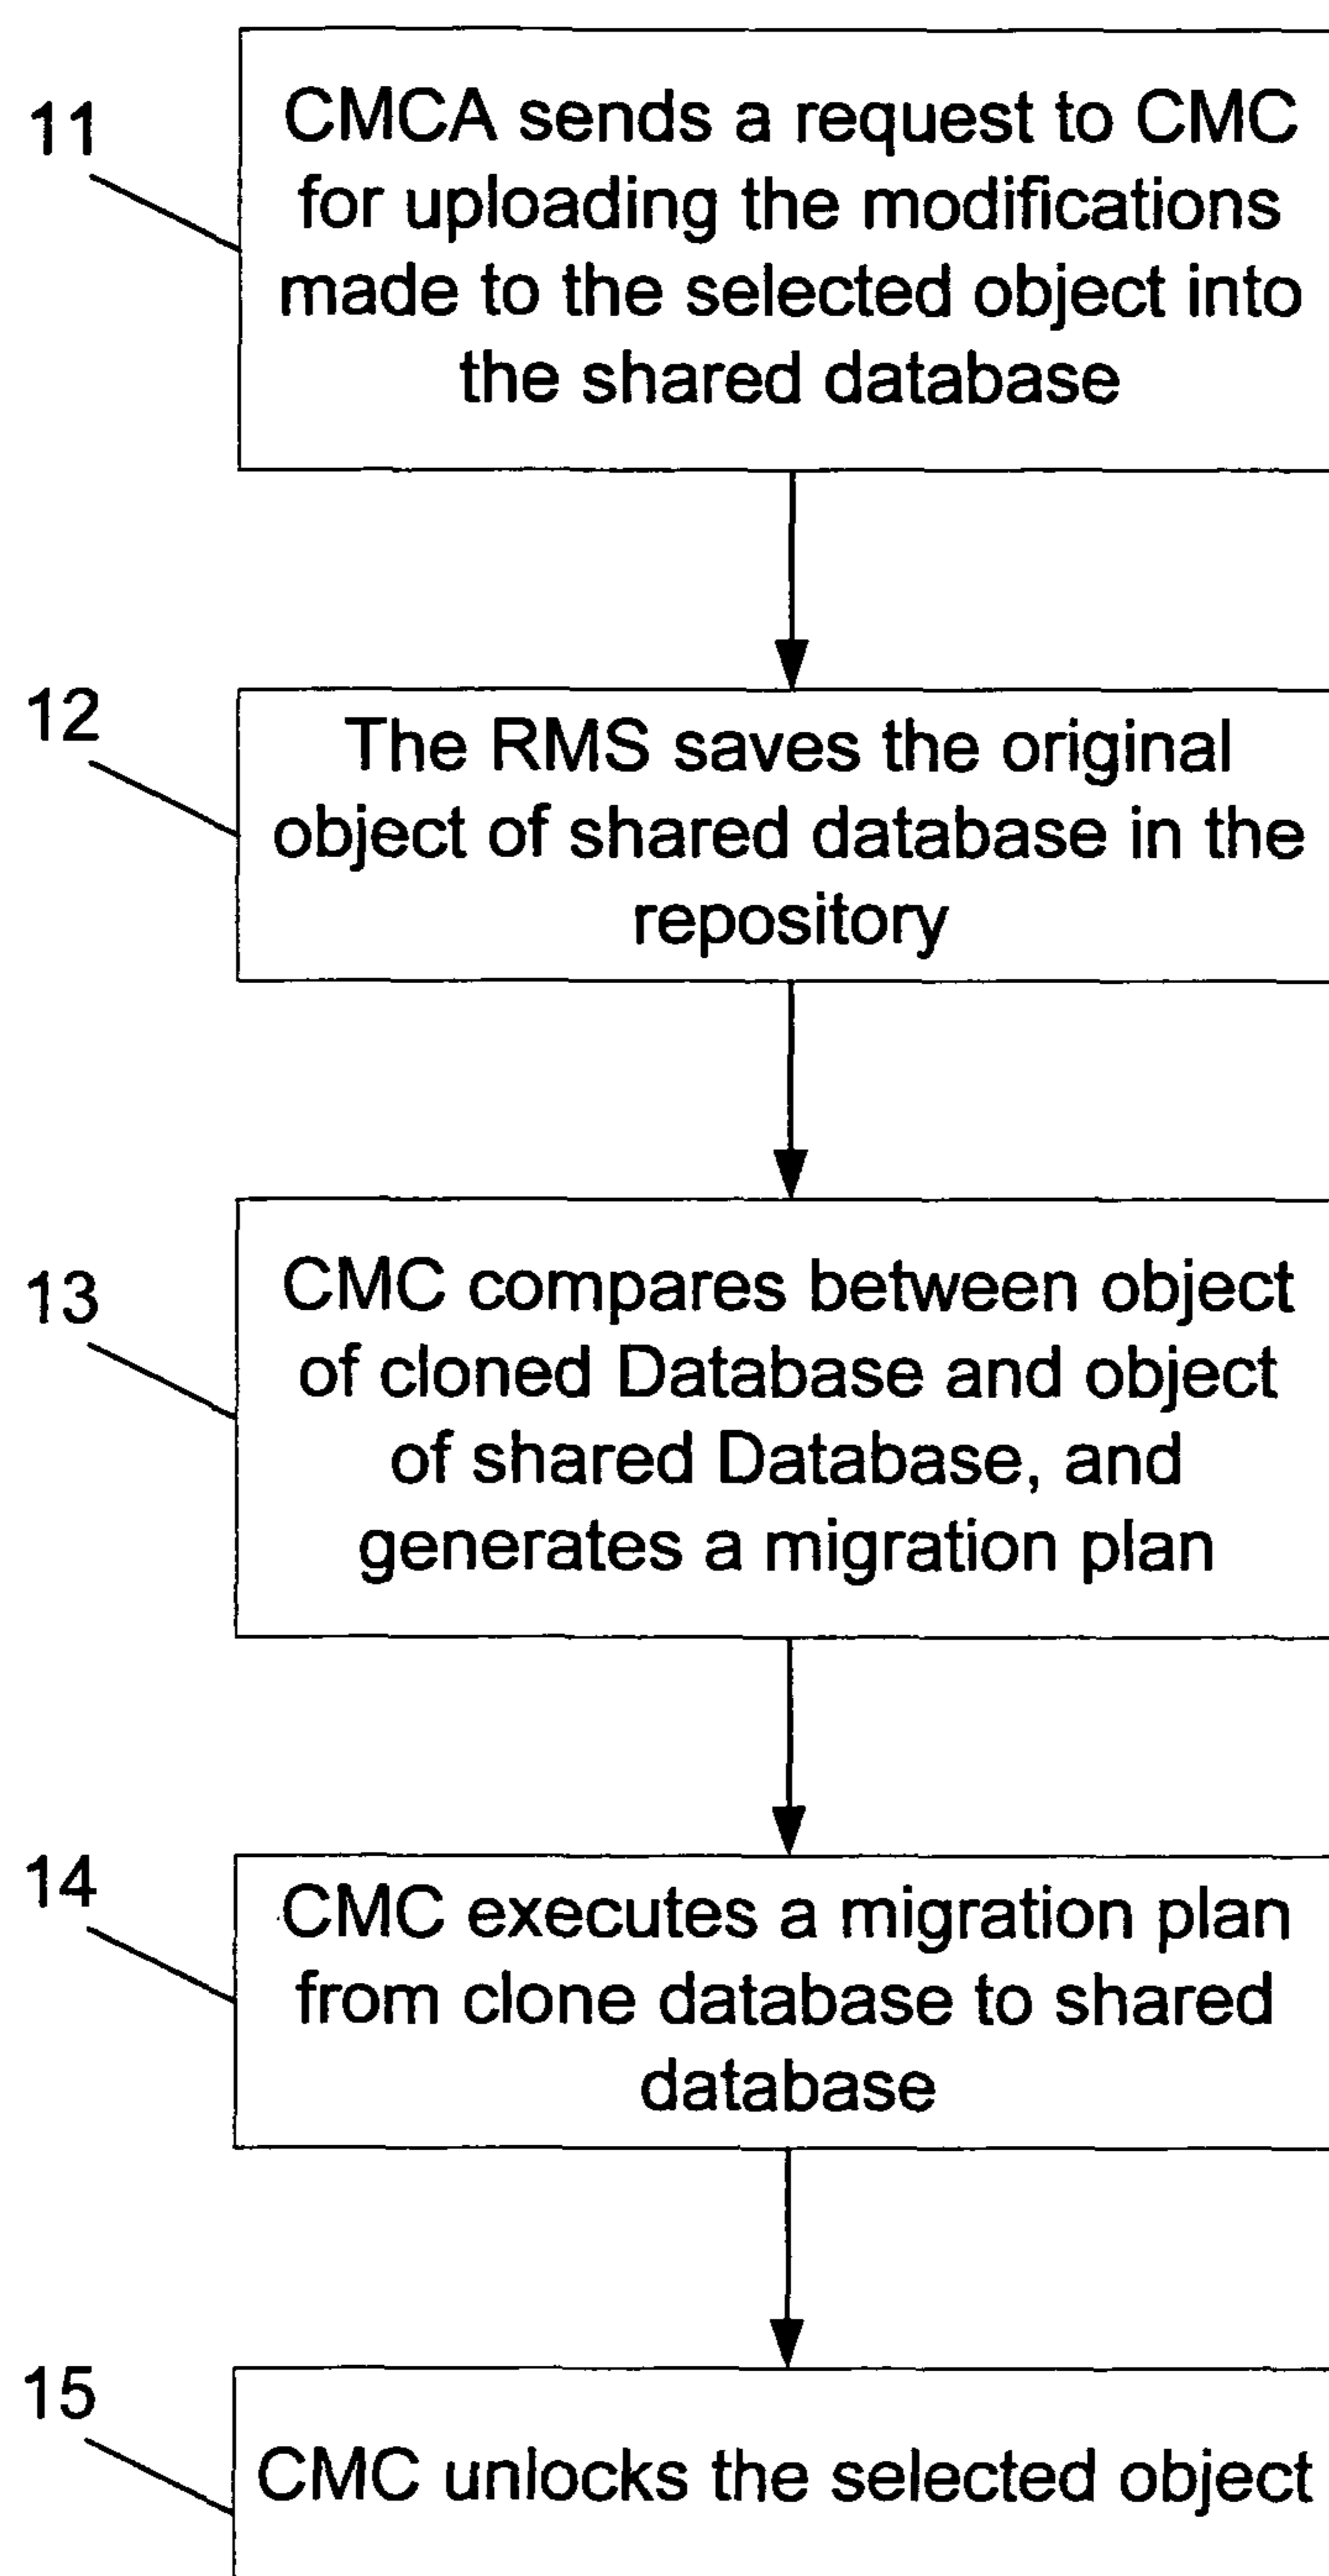 11
CMCA sends a request to CMC
for uploading the modifications
made to the selected object into
the shared database
12
The RMS saves the original
object of shared database in the
repository
13
CMC compares between object
of cloned Database and object
of shared Database, and
generates a migration plan
14
CMC executes a migration plan
from clone database to shared
database
15
CMC unlocks the selected object